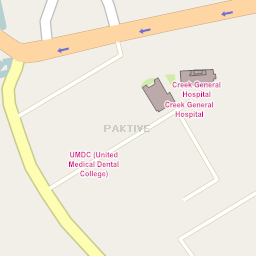 Creek General
Hospital
Creek General
Hospital
PAKTIVE
UMDC (United
Medical Dental
College)